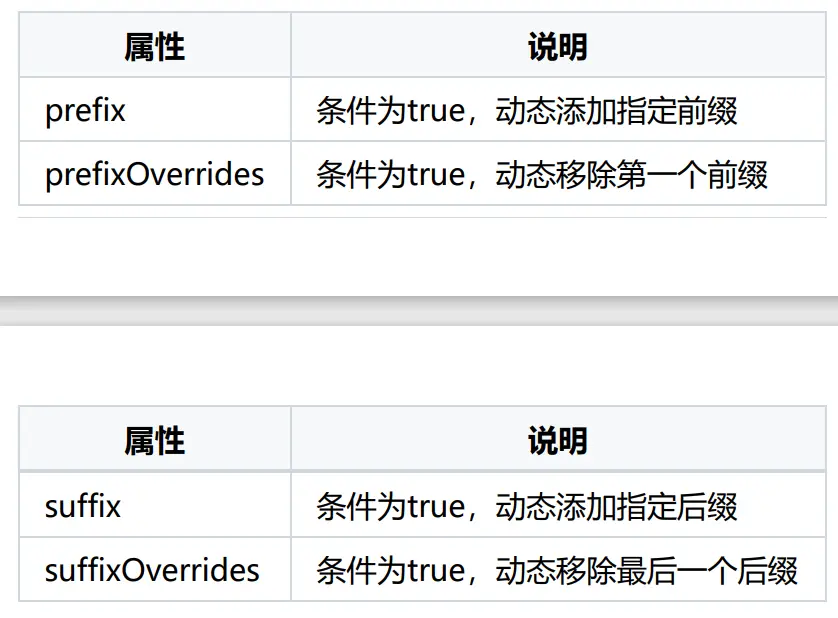 属性 说明
prefix 条件为true，动态添加指定前缀
prefixOverrides 条件为true，动态移除第一个前缀
属性 说明
suffix 条件为true，动态添加指定后缀
suffixOverrides 条件为true，动态移除最后一个后缀